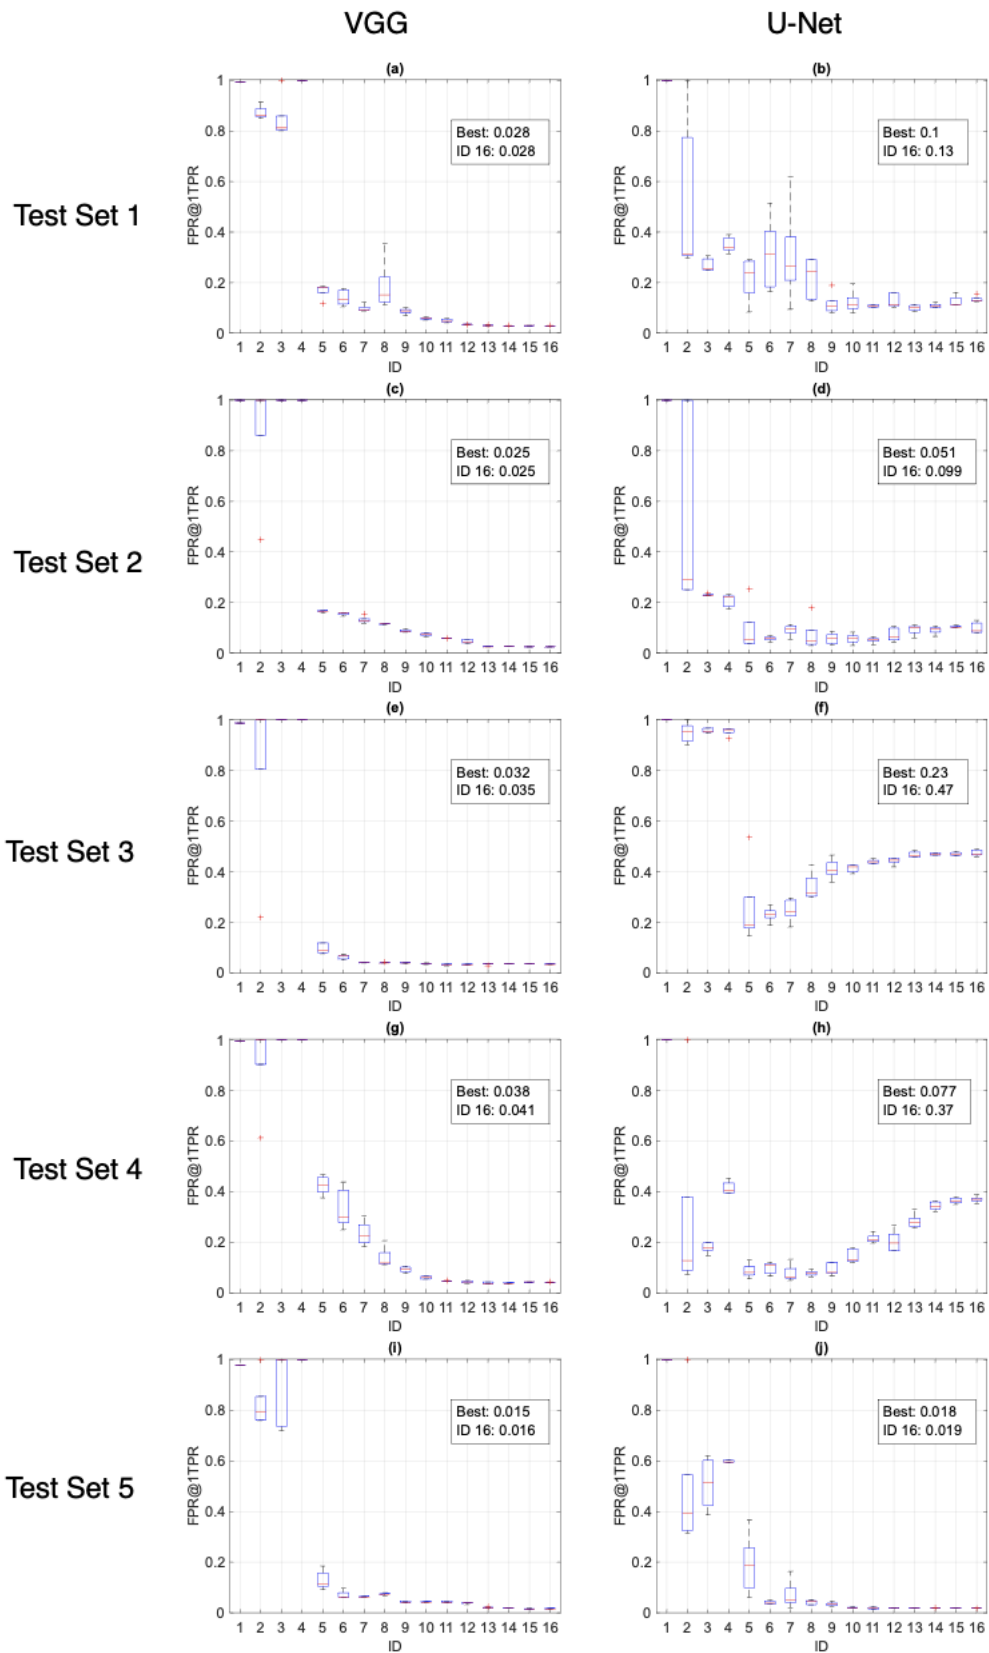 VGG
U-Net
Test Set 1
(a)
FPR@1TPR
1
0.8
0.6
0.4
0.2
0
Best: 0.028
ID 16: 0.028
1 2 3 4 5 6 7 8 9 10 11 12 13 14 15 16
ID
(b)
FPR@1TPR
1
0.8
0.6
0.4
0.2
0
Best: 0.1
ID 16: 0.13
1 2 3 4 5 6 7 8 9 10 11 12 13 14 15 16
ID
Test Set 2
(c)
FPR@1TPR
1
0.8
0.6
0.4
0.2
0
Best: 0.025
ID 16: 0.025
1 2 3 4 5 6 7 8 9 10 11 12 13 14 15 16
ID
(d)
FPR@1TPR
1
0.8
0.6
0.4
0.2
0
Best: 0.051
ID 16: 0.099
1 2 3 4 5 6 7 8 9 10 11 12 13 14 15 16
ID
Test Set 3
(e)
FPR@1TPR
1
0.8
0.6
0.4
0.2
0
Best: 0.032
ID 16: 0.035
1 2 3 4 5 6 7 8 9 10 11 12 13 14 15 16
ID
(f)
FPR@1TPR
1
0.8
0.6
0.4
0.2
0
Best: 0.23
ID 16: 0.47
1 2 3 4 5 6 7 8 9 10 11 12 13 14 15 16
ID
Test Set 4
(g)
FPR@1TPR
1
0.8
0.6
0.4
0.2
0
Best: 0.038
ID 16: 0.041
1 2 3 4 5 6 7 8 9 10 11 12 13 14 15 16
ID
(h)
FPR@1TPR
1
0.8
0.6
0.4
0.2
0
Best: 0.077
ID 16: 0.37
1 2 3 4 5 6 7 8 9 10 11 12 13 14 15 16
ID
Test Set 5
(i)
FPR@1TPR
1
0.8
0.6
0.4
0.2
0
Best: 0.015
ID 16: 0.016
1 2 3 4 5 6 7 8 9 10 11 12 13 14 15 16
ID
(j)
FPR@1TPR
1
0.8
0.6
0.4
0.2
0
Best: 0.018
ID 16: 0.019
1 2 3 4 5 6 7 8 9 10 11 12 13 14 15 16
ID